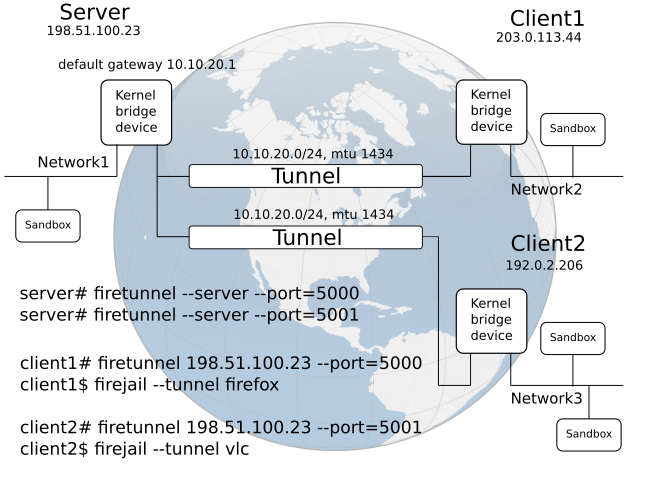 Server
198.51.100.23
Client1
203.0.113.44
default gateway 10.10.20.1
Kernel
bridge
device
Kernel
bridge
device
Sandbox
10.10.20.0/24, mtu 1434
Network1
Tunnel
Network2
Sandbox
10.10.20.0/24, mtu 1434
Tunnel
Client2
192.0.2.206
server# firetunnel --server --port=5000
server# firetunnel --server --port=5001
Kernel
bridge
device
Sandbox
client1# firetunnel 198.51.100.23 --port=5000
client1$ firejail --tunnel firefox
Network3
client2# firetunnel 198.51.100.23 --port=5001
client2$ firejail --tunnel vlc
Sandbox